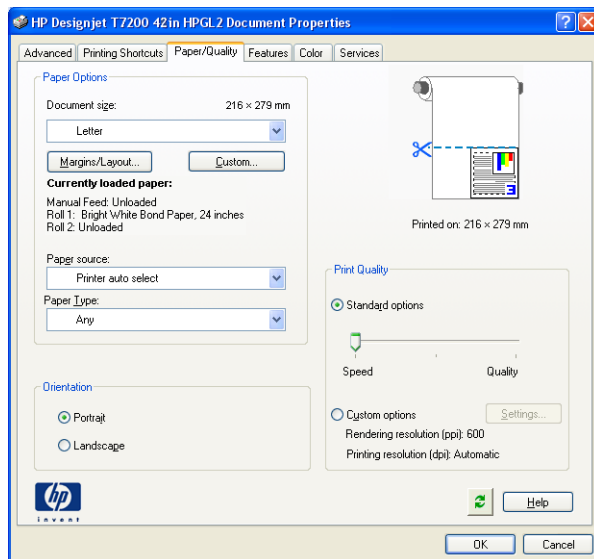 HP Designjet T7200 42in HPGL2 Document Properties
Advanced Printing Shortcuts Paper/Quality Features Color Services
Paper Options
Document size: 216 × 279 mm
Letter
Margins/Layout... Custom...
Currently loaded paper:
Manual Feed: Unloaded
Roll 1: Bright White Bond Paper, 24 inches
Roll 2: Unloaded
Paper source:
Printer auto select
Paper Type:
Any
Orientation
Portrait
Landscape
3
Printed on: 216 × 279 mm
Print Quality
Standard options
Speed Quality
Custom options Settings...
Rendering resolution (ppi): 600
Printing resolution (dpi): Automatic
hp
invent
Help
OK Cancel